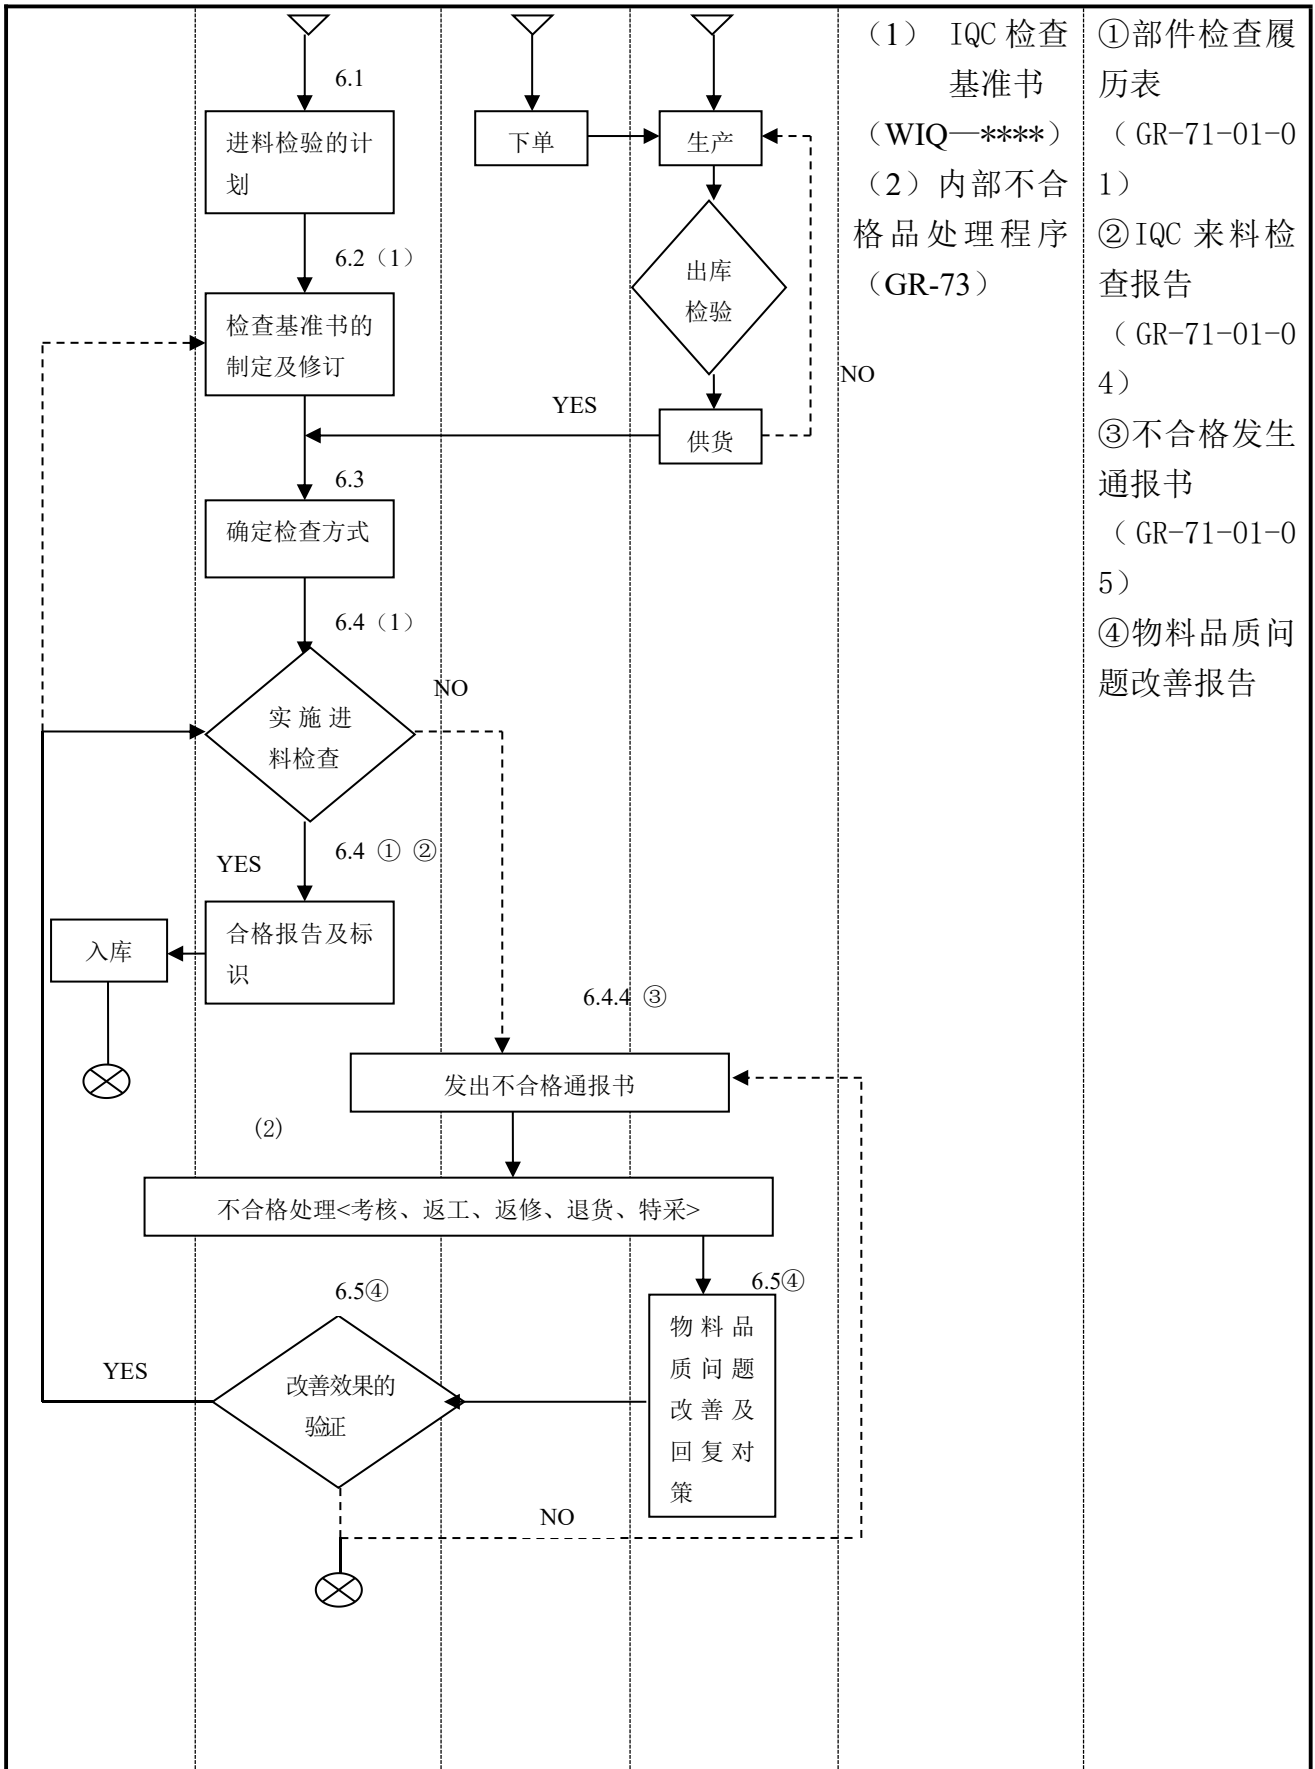 6.1
进料检验的计
划
下单
生产
6.2（1）
检查基准书的
制定及修订
出库
检验
NO
YES
供货
6.3
确定检查方式
6.4（1）
NO
实施进
料检查
6.4 ① ②
YES
入库
合格报告及标
识
6.4.4 ③
发出不合格通报书
(2)
不合格处理<考核、返工、返修、退货、特采>
6.5④
6.5④
YES
改善效果的
验证
物料品
质问题
改善及
回复对
策
NO
（1） IQC 检查
基准书
（WIQ—****）
（2）内部不合
格品处理程序
（GR-73）
①部件检查履
历表
（GR-71-01-0
1）
②IQC 来料检
查报告
（GR-71-01-0
4）
③不合格发生
通报书
（GR-71-01-0
5）
④物料品质问
题改善报告